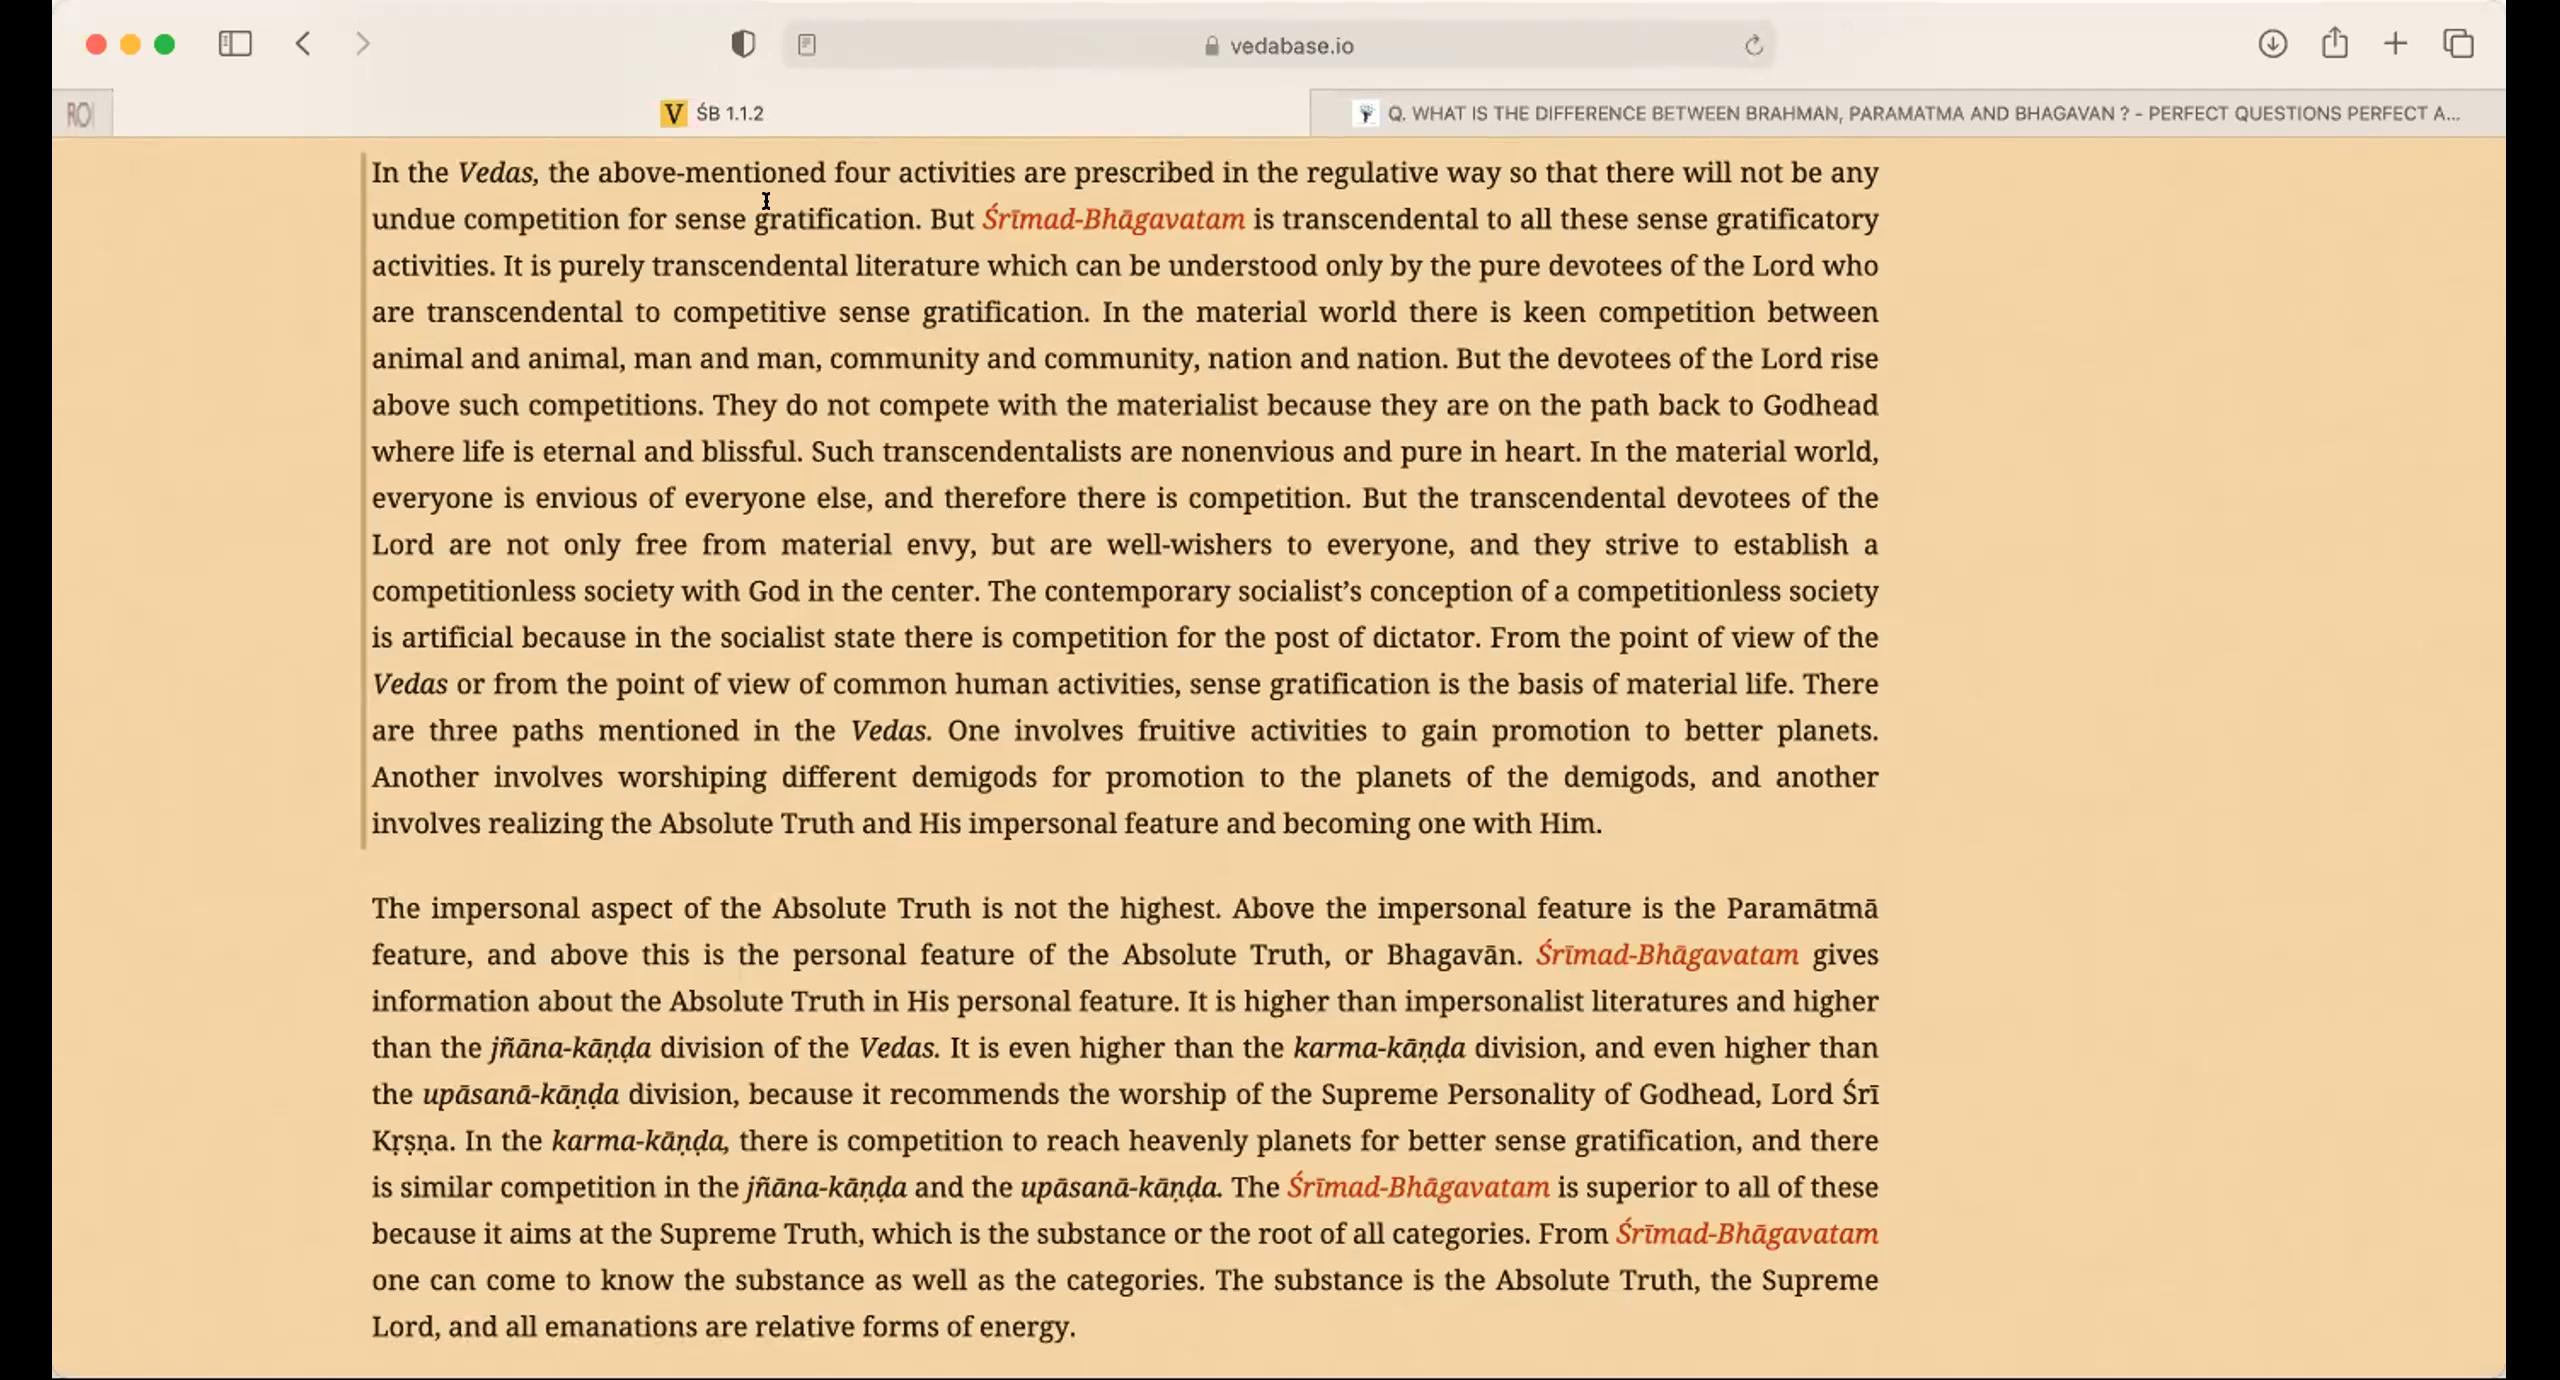 vedabase.io
RO
V ŚB 1.1.2
Q. WHAT IS THE DIFFERENCE BETWEEN BRAHMAN, PARAMATMA AND BHAGAVAN ? - PERFECT QUESTIONS PERFECT A...
In the Vedas, the above-mentioned four activities are prescribed in the regulative way so that there will not be any
undue competition for sense gratification. But Śrīmad-Bhāgavatam is transcendental to all these sense gratificatory
activities. It is purely transcendental literature which can be understood only by the pure devotees of the Lord who
are transcendental to competitive sense gratification. In the material world there is keen competition between
animal and animal, man and man, community and community, nation and nation. But the devotees of the Lord rise
above such competitions. They do not compete with the materialist because they are on the path back to Godhead
where life is eternal and blissful. Such transcendentalists are nonenvious and pure in heart. In the material world,
everyone is envious of everyone else, and therefore there is competition. But the transcendental devotees of the
Lord are not only free from material envy, but are well-wishers to everyone, and they strive to establish a
competitionless society with God in the center. The contemporary socialist’s conception of a competitionless society
is artificial because in the socialist state there is competition for the post of dictator. From the point of view of the
Vedas or from the point of view of common human activities, sense gratification is the basis of material life. There
are three paths mentioned in the Vedas. One involves fruitive activities to gain promotion to better planets.
Another involves worshiping different demigods for promotion to the planets of the demigods, and another
involves realizing the Absolute Truth and His impersonal feature and becoming one with Him.
The impersonal aspect of the Absolute Truth is not the highest. Above the impersonal feature is the Paramātmā
feature, and above this is the personal feature of the Absolute Truth, or Bhagavān. Śrīmad-Bhāgavatam gives
information about the Absolute Truth in His personal feature. It is higher than impersonalist literatures and higher
than the jñāna-kāṇḍa division of the Vedas. It is even higher than the karma-kāṇḍa division, and even higher than
the upāsanā-kāṇḍa division, because it recommends the worship of the Supreme Personality of Godhead, Lord Śrī
Kṛṣṇa. In the karma-kāṇḍa, there is competition to reach heavenly planets for better sense gratification, and there
is similar competition in the jñāna-kāṇḍa and the upāsanā-kāṇḍa. The Śrīmad-Bhāgavatam is superior to all of these
because it aims at the Supreme Truth, which is the substance or the root of all categories. From Śrīmad-Bhāgavatam
one can come to know the substance as well as the categories. The substance is the Absolute Truth, the Supreme
Lord, and all emanations are relative forms of energy.